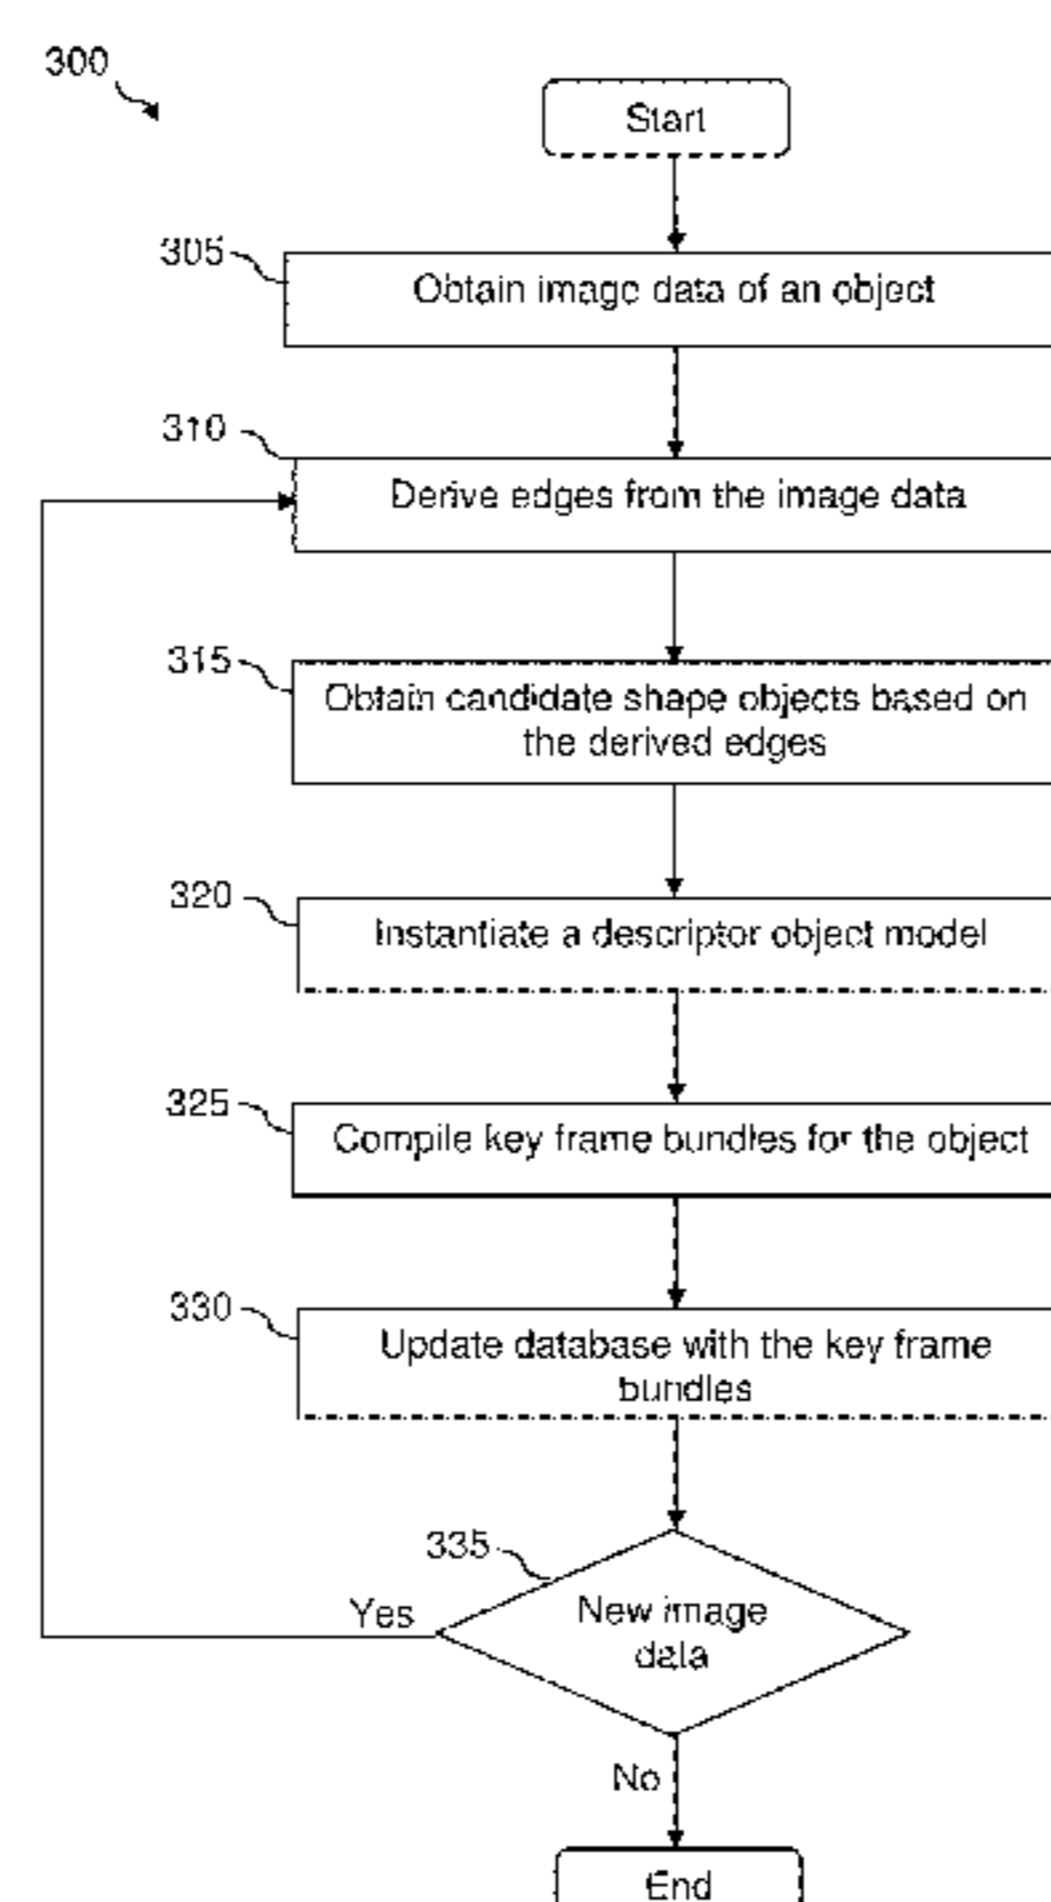 300
Start
305
Obtain image data of an object
310
Derive edges from the image data
315
Obtain candidate shape objects based on
the derived edges
320
Instantiate a descriptor object model
325
Compile key frame bundles for the object
330
Update database with the key frame
bundles
335
New image
data
Yes
No
End